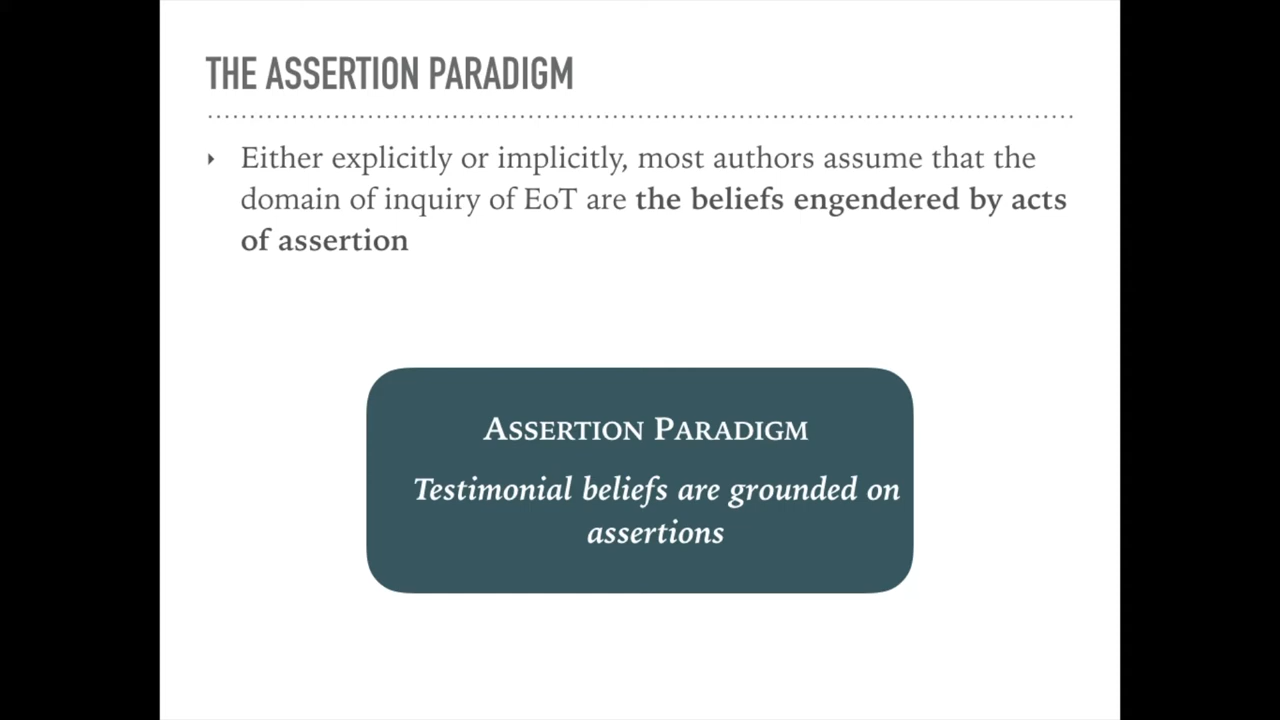 THE ASSERTION PARADIGM
Either explicitly or implicitly, most authors assume that the
domain of inquiry of EoT are the beliefs engendered by acts
of assertion
ASSERTION PARADIGM
Testimonial beliefs are grounded on
assertions